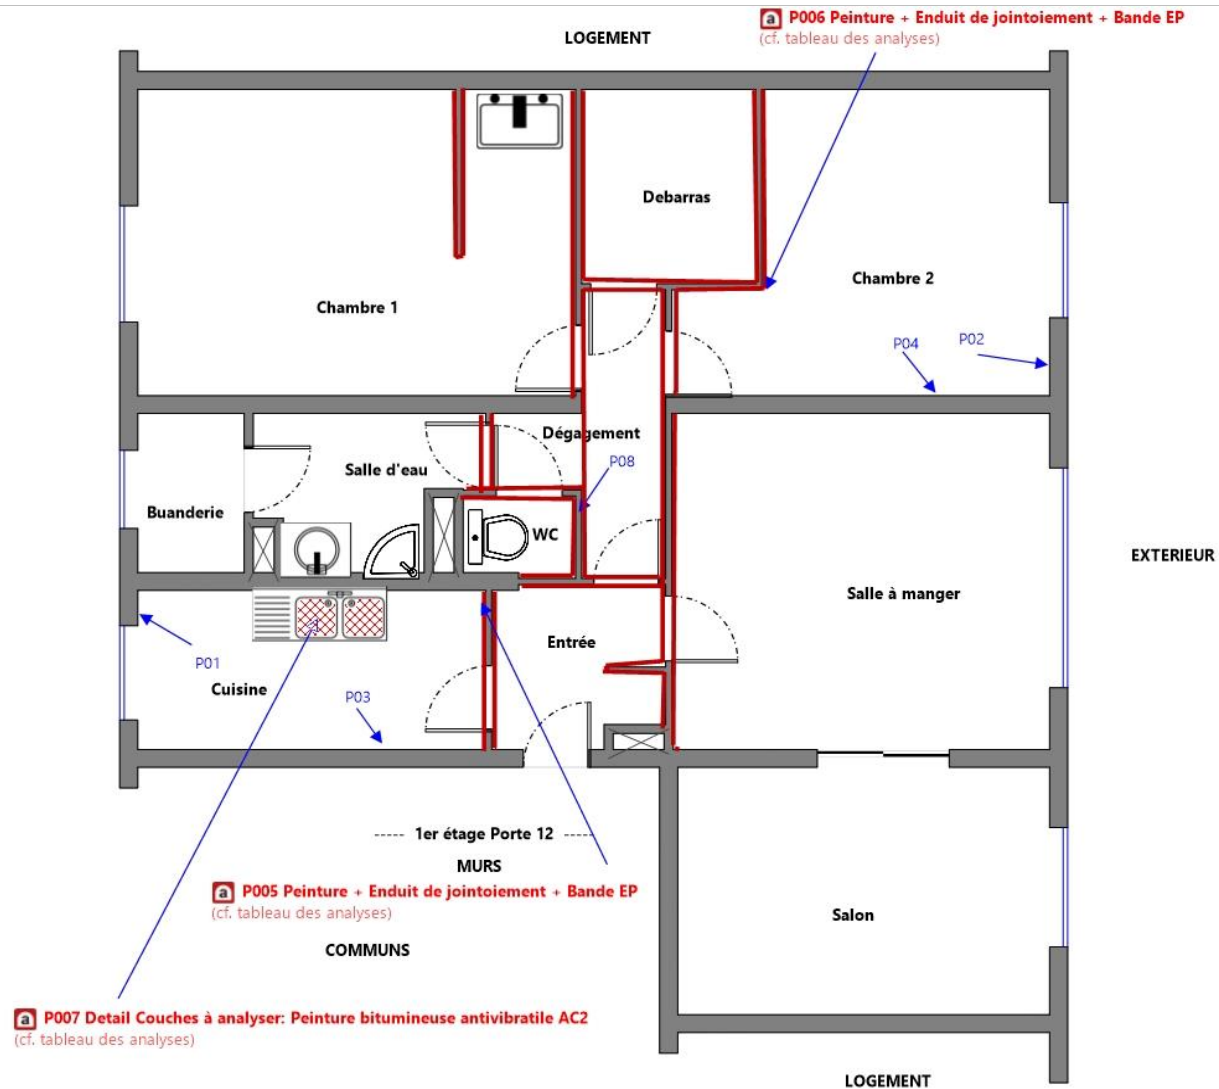 a P006 Peinture + Enduit de jointoiement + Bande EP
(cf. tableau des analyses)
LOGEMENT
Debarras
Chambre 2
Chambre 1
P04
P02
Dégagement
P08
Salle d'eau
Buanderie
WC
EXTERIEUR
Salle à manger
Entrée
P01
Cuisine
P03
----- 1er étage Porte 12 -----
MURS
a P005 Peinture + Enduit de jointoiement + Bande EP
(cf. tableau des analyses)
Salon
COMMUNS
a P007 Detail Couches à analyser: Peinture bitumineuse antivibratile AC2
(cf. tableau des analyses)
LOGEMENT